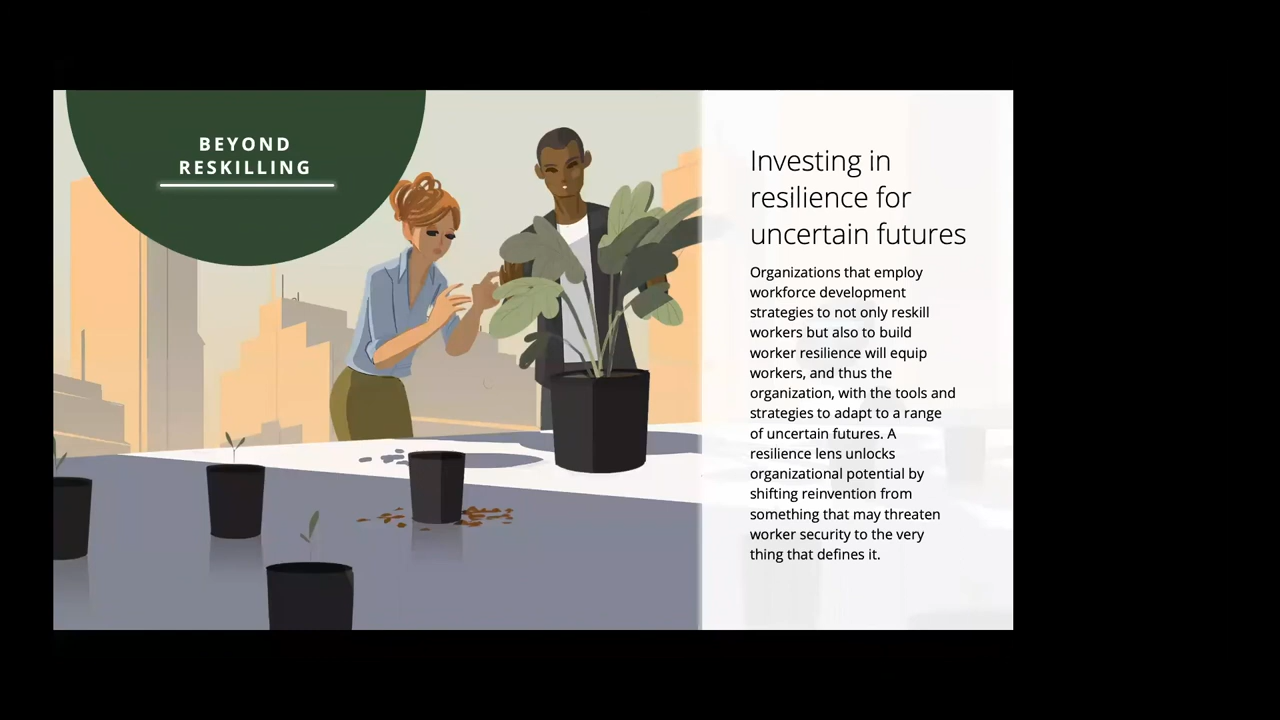 BEYOND
RESKILLING
Investing in
resilience for
uncertain futures
Organizations that employ
workforce development
strategies to not only reskill
workers but also to build
worker resilience will equip
workers, and thus the
organization, with the tools and
strategies to adapt to a range
of uncertain futures. A
resilience lens unlocks
organizational potential by
shifting reinvention from
something that may threaten
worker security to the very
thing that defines it.